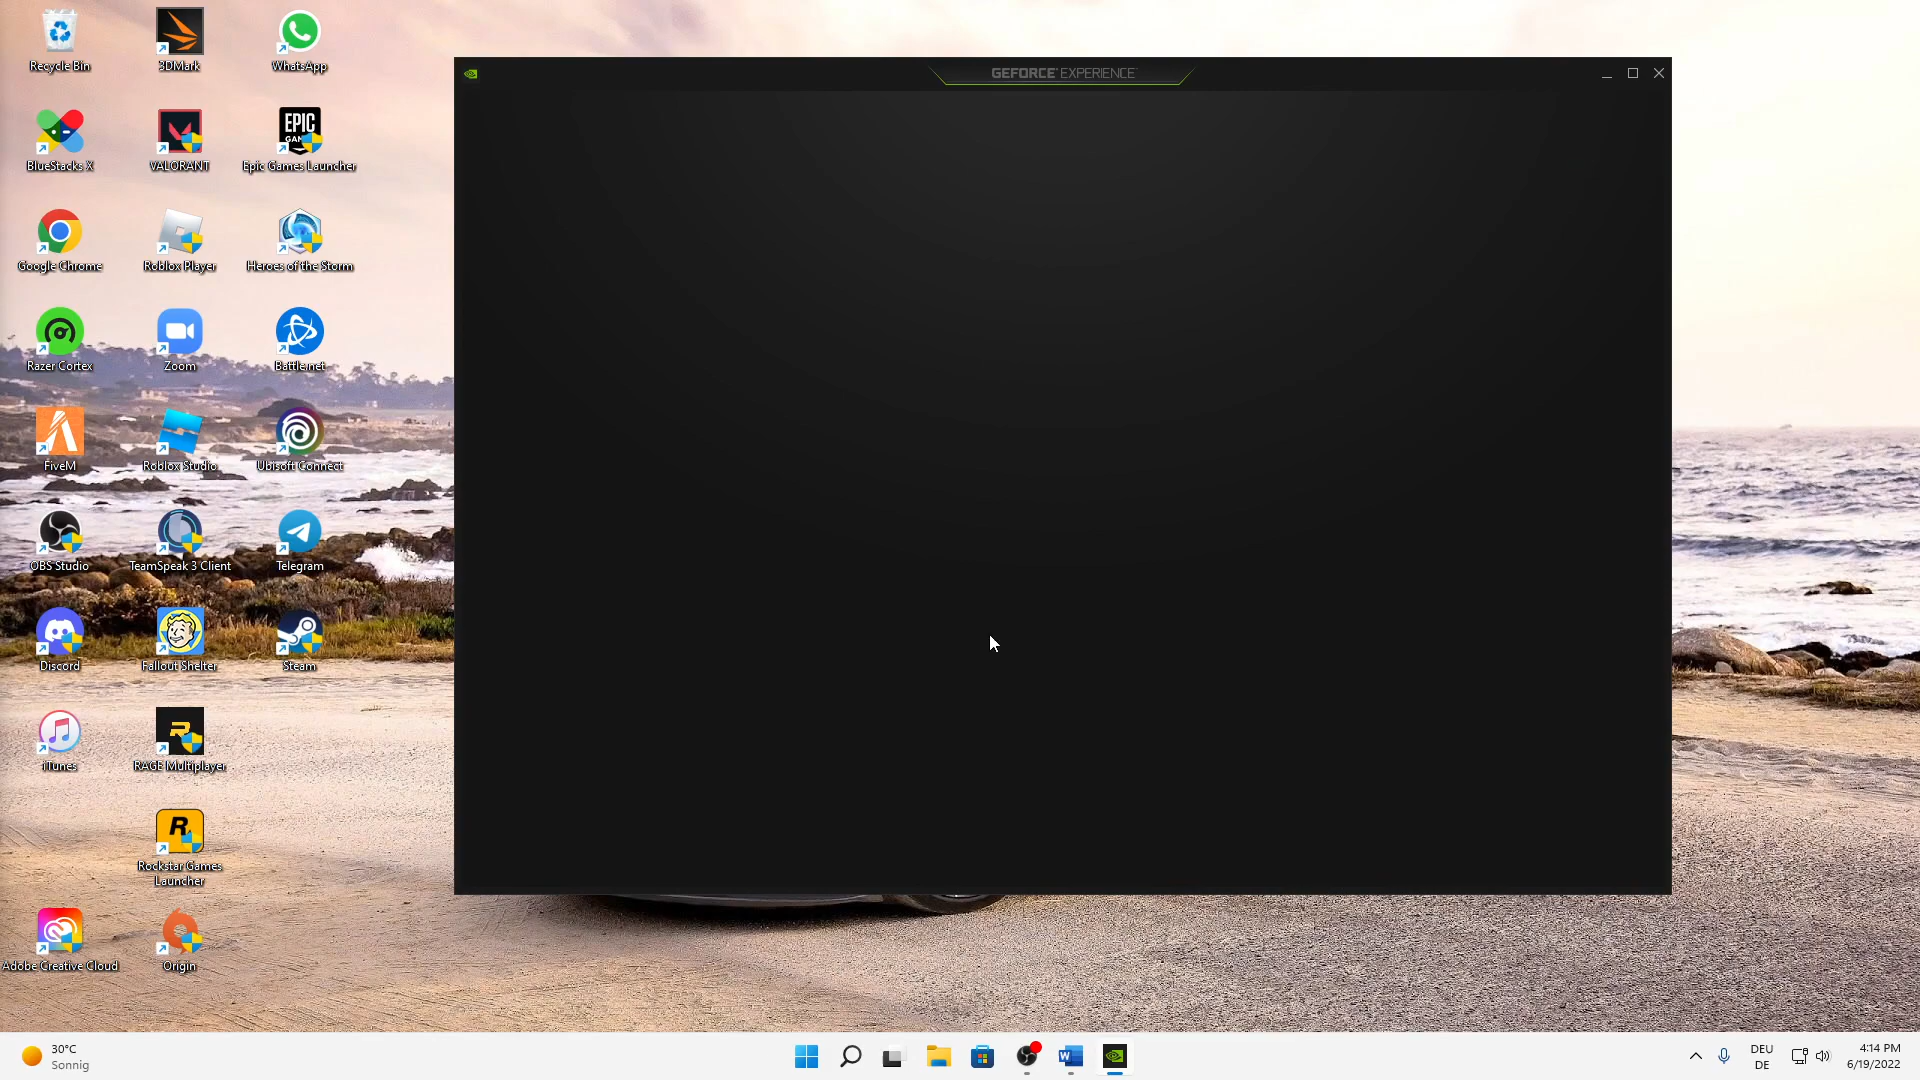 Recycle Bin
3DMark
WhatsApp
BlueStacks X
VALORANT
EPIC
GAMES
Epic Games Launcher
Google Chrome
Roblox Player
Heroes of the Storm
Razer Cortex
Zoom
Battle.net
FiveM
Roblox Studio
Ubisoft Connect
OBS Studio
TeamSpeak 3 Client
Telegram
Discord
Fallout Shelter
Steam
iTunes
RAGE Multiplayer
Rockstar Games
Launcher
Adobe Creative Cloud
Origin
GEFORCE EXPERIENCE
30°C
Sonnig
DEU
DE
4:14 PM
6/19/2022